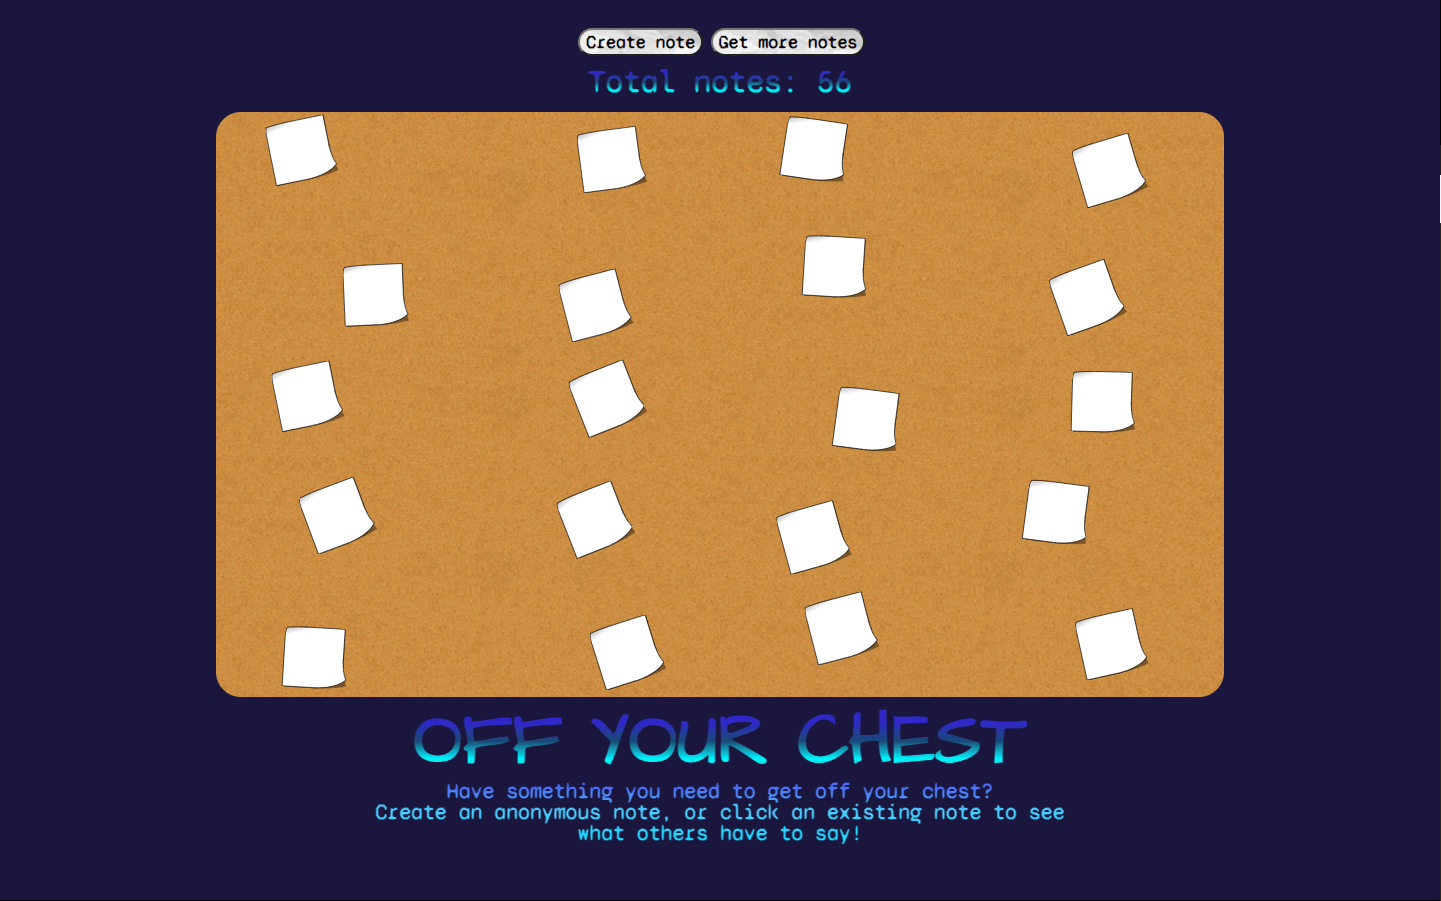 Create note Get more notes
Total notes: 56
OFF YOUR CHEST
Have something you need to get off your chest?
Create an anonymous note, or click an existing note to see
what others have to say!